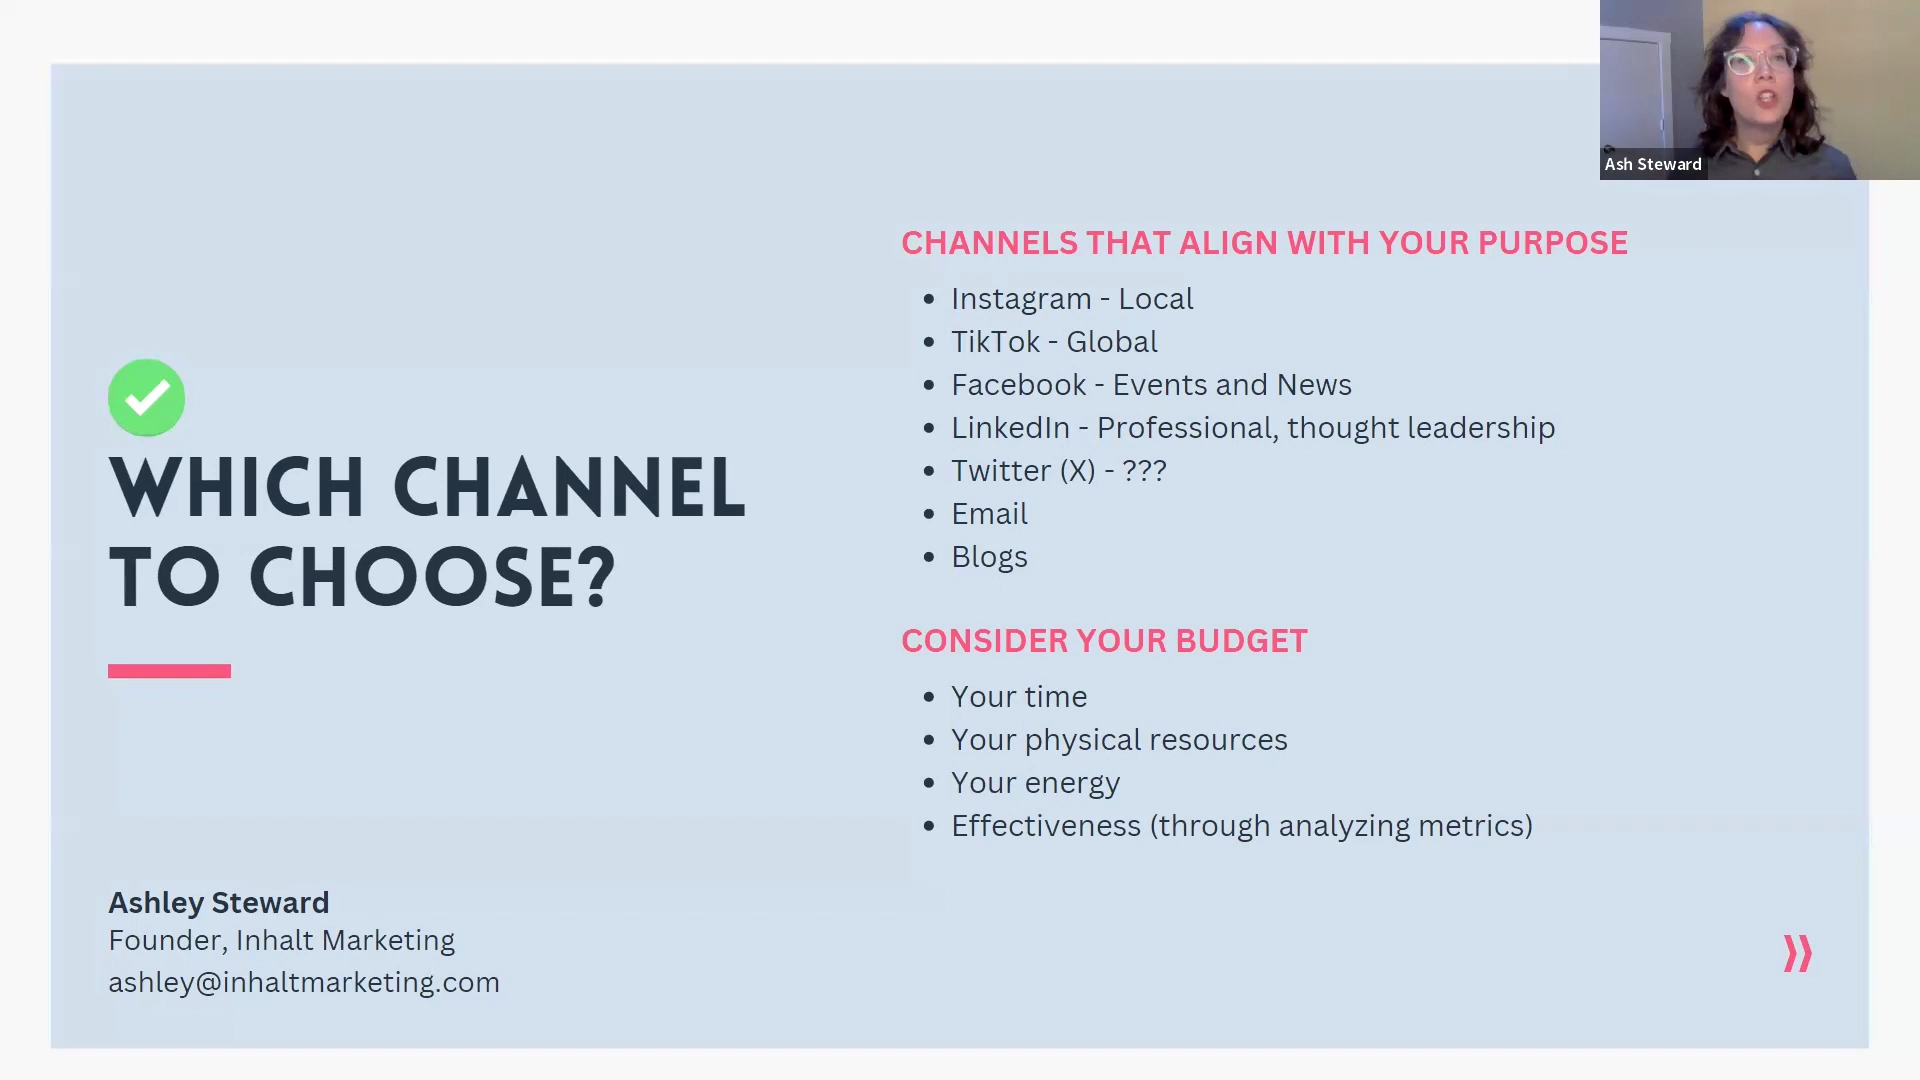 Ash Steward
WHICH CHANNEL
TO CHOOSE?
Ashley Steward
Founder, Inhalt Marketing
ashley@inhaltmarketing.com
CHANNELS THAT ALIGN WITH YOUR PURPOSE
• Instagram - Local
• TikTok - Global
• Facebook - Events and News
• LinkedIn - Professional, thought leadership
• Twitter (X) - ???
• Email
• Blogs
CONSIDER YOUR BUDGET
• Your time
• Your physical resources
• Your energy
• Effectiveness (through analyzing metrics)